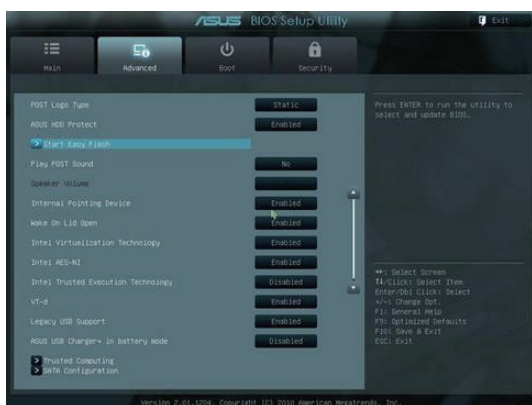 ASUS BIOS Setup Utility
Exit
Main
Advanced
Boot
Security
POST Logo Type Static
ASUS HDD Protect Enabled
Start Easy Flash
Play POST Sound No
Speaker Volume
Internal Pointing Device Enabled
Wake On Lid Open Enabled
Intel Virtualization Technology Enabled
Intel AES-NI Enabled
Intel Trusted Execution Technology Disabled
VT-d Enabled
Legacy USB Support Enabled
ASUS USB Charger+ in battery mode Disabled
Trusted Computing
SATA Configuration
Press ENTER to run the utility to
select and update BIOS.
←→: Select Screen
↑↓/Click: Select Item
Enter/Dbl Click: Select
+/-: Change Opt.
F1: General Help
F9: Optimized Defaults
F10: Save & Exit
ESC: Exit
Version 2.01.1204. Copyright (C) 2010 American Megatrends, Inc.